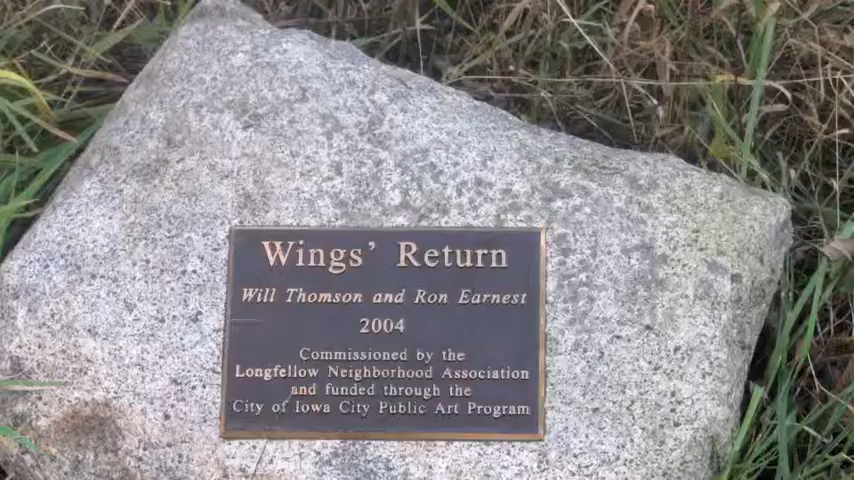 Wings' Return
Will Thomson and Ron Earnest
2004
Commissioned by the
Longfellow Neighborhood Association
and funded through the
City of Iowa City Public Art Program